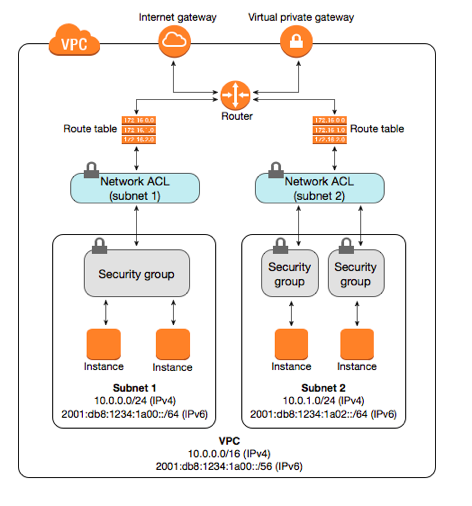 Internet gateway
Virtual private gateway
VPC
Router
Route table
172.16.0.0
172.16.1.0
172.16.2.0
172.16.0.0
172.16.1.0
172.16.2.0
Route table
Network ACL
(subnet 1)
Network ACL
(subnet 2)
Security group
Security
group
Security
group
Instance
Instance
Instance
Instance
Subnet 1
10.0.0.0/24 (IPv4)
2001:db8:1234:1a00::/64 (IPv6)
Subnet 2
10.0.1.0/24 (IPv4)
2001:db8:1234:1a02::/64 (IPv6)
VPC
10.0.0.0/16 (IPv4)
2001:db8:1234:1a00::/56 (IPv6)